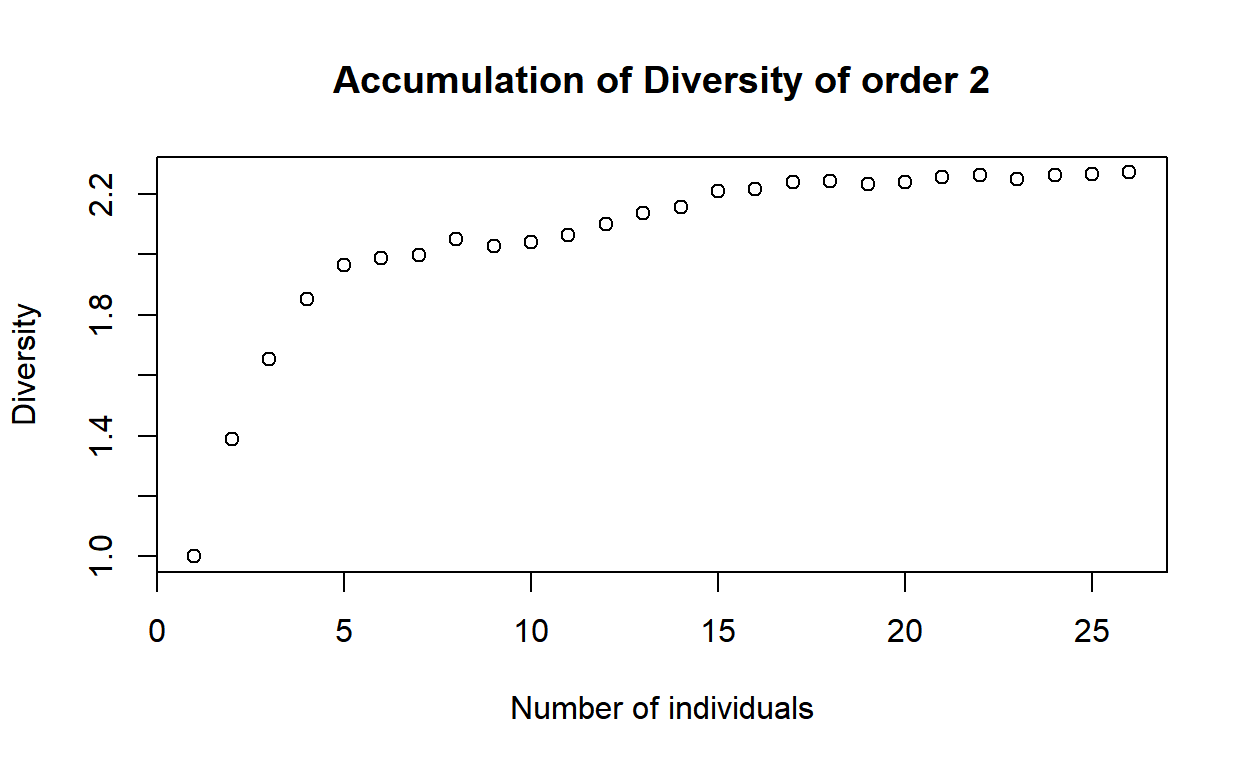 Accumulation of Diversity of order 2
Diversity
2.2
1.8
1.4
1.0
0 5 10 15 20 25
Number of individuals